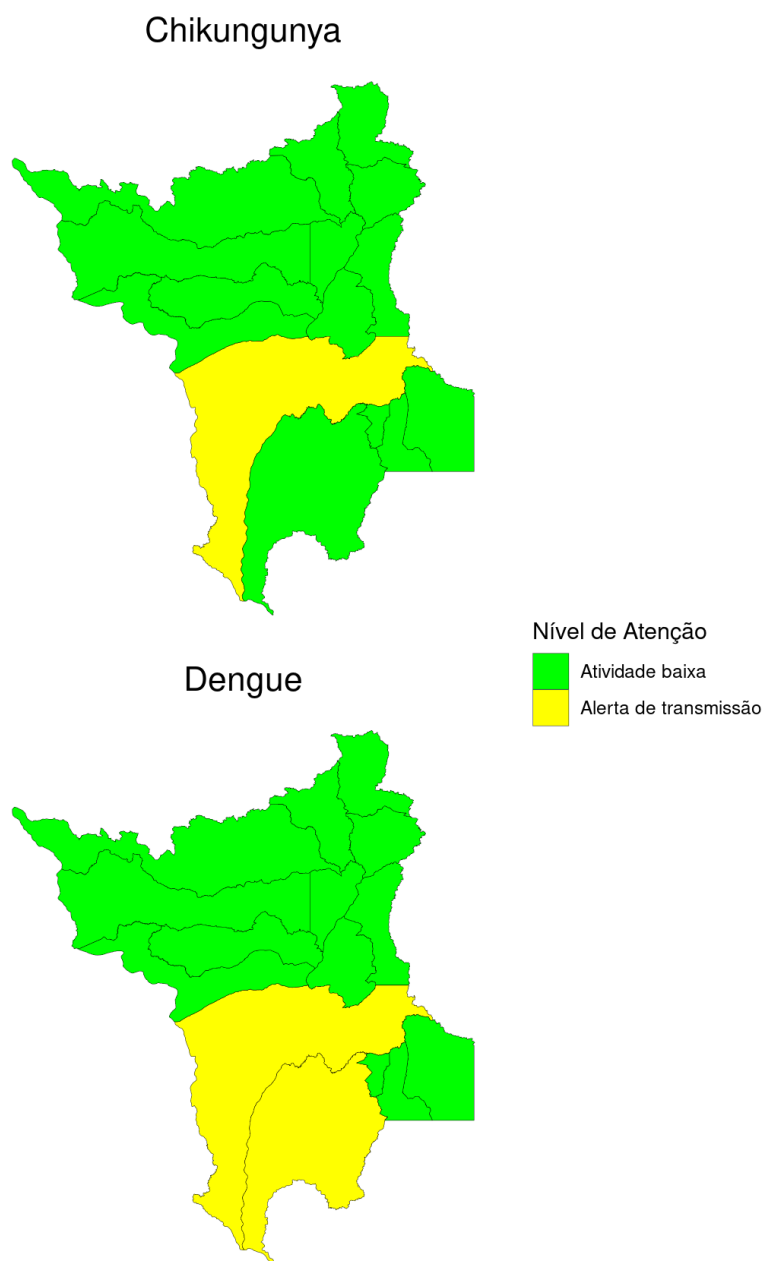 Chikungunya
Nível de Atenção
Atividade baixa
Alerta de transmissão
Dengue